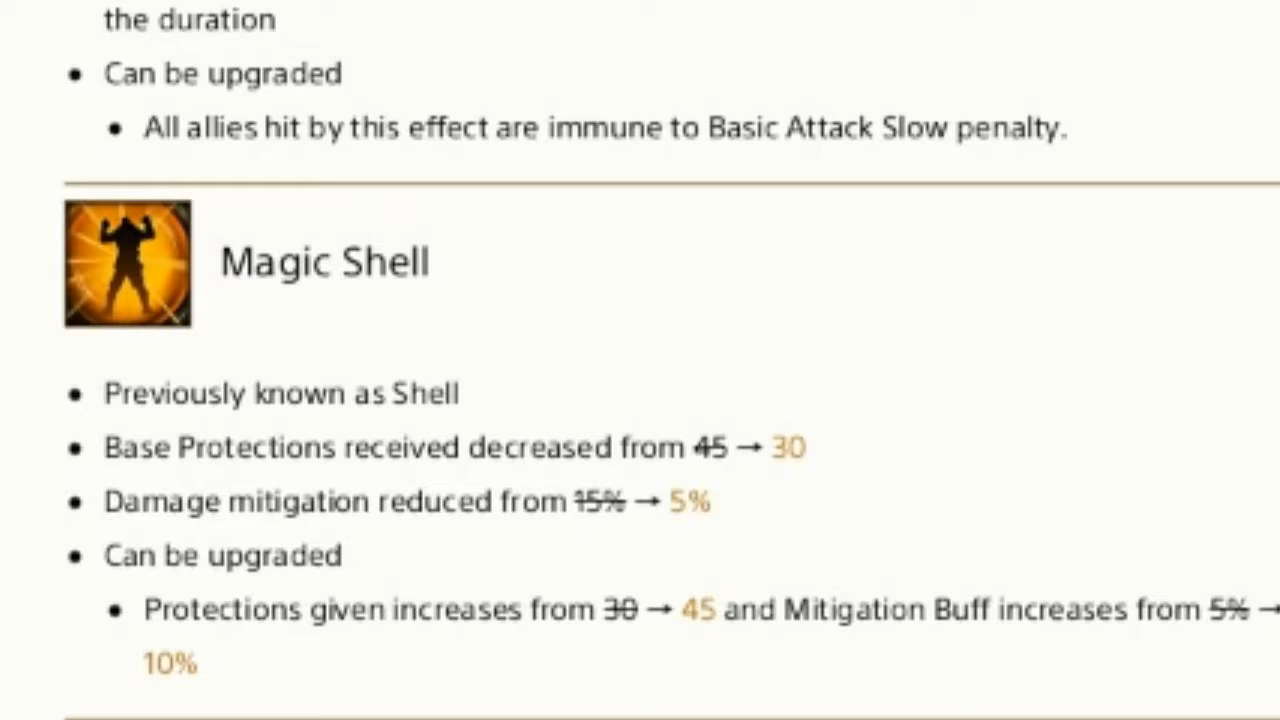 the duration
Can be upgraded
All allies hit by this effect are immune to Basic Attack Slow penalty.
Magic Shell
Previously known as Shell
Base Protections received decreased from 45 → 30
Damage mitigation reduced from 15% → 5%
Can be upgraded
Protections given increases from 30 → 45 and Mitigation Buff increases from 5% →
10%